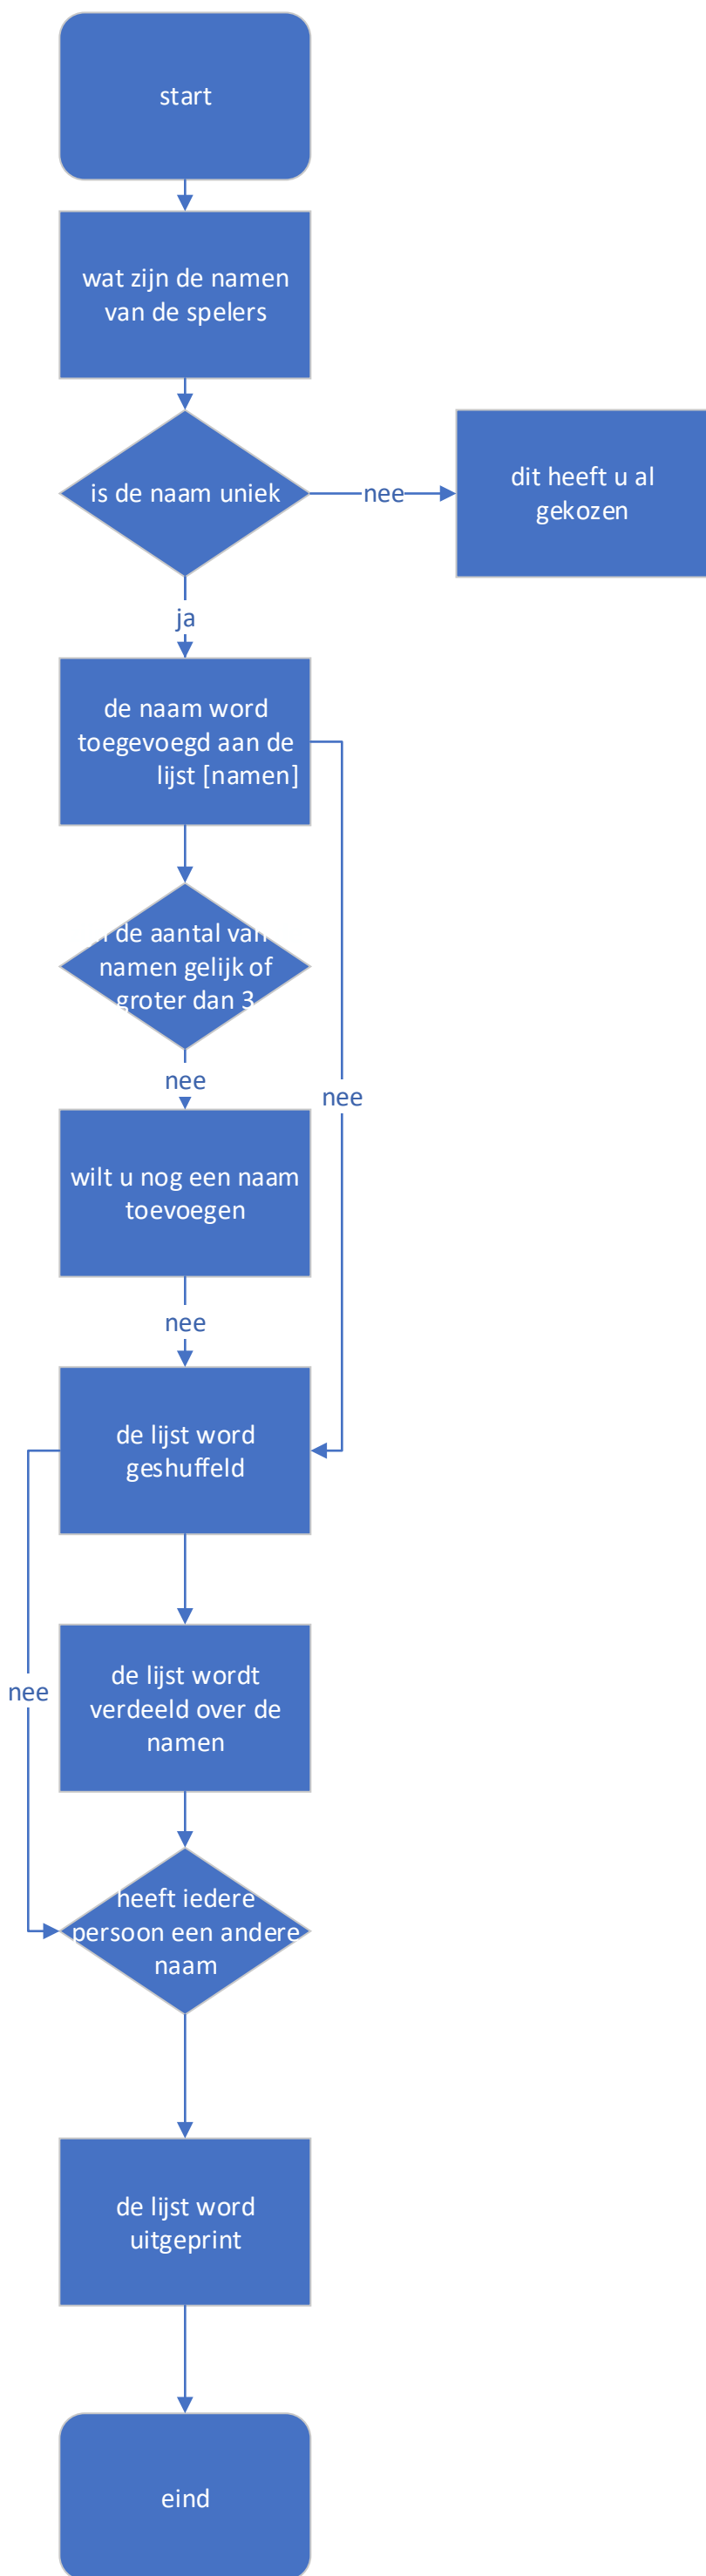 start
wat zijn de namen
van de spelers
is de naam uniek
nee
dit heeft u al
gekozen
ja
de naam word
toegevoegd aan de
lijst [namen]
de aantal van
namen gelijk of
groter dan 3
nee
nee
wilt u nog een naam
toevoegen
nee
de lijst word
geshuffeld
nee
de lijst wordt
verdeeld over de
namen
heeft iedere
persoon een andere
naam
de lijst word
uitgeprint
eind